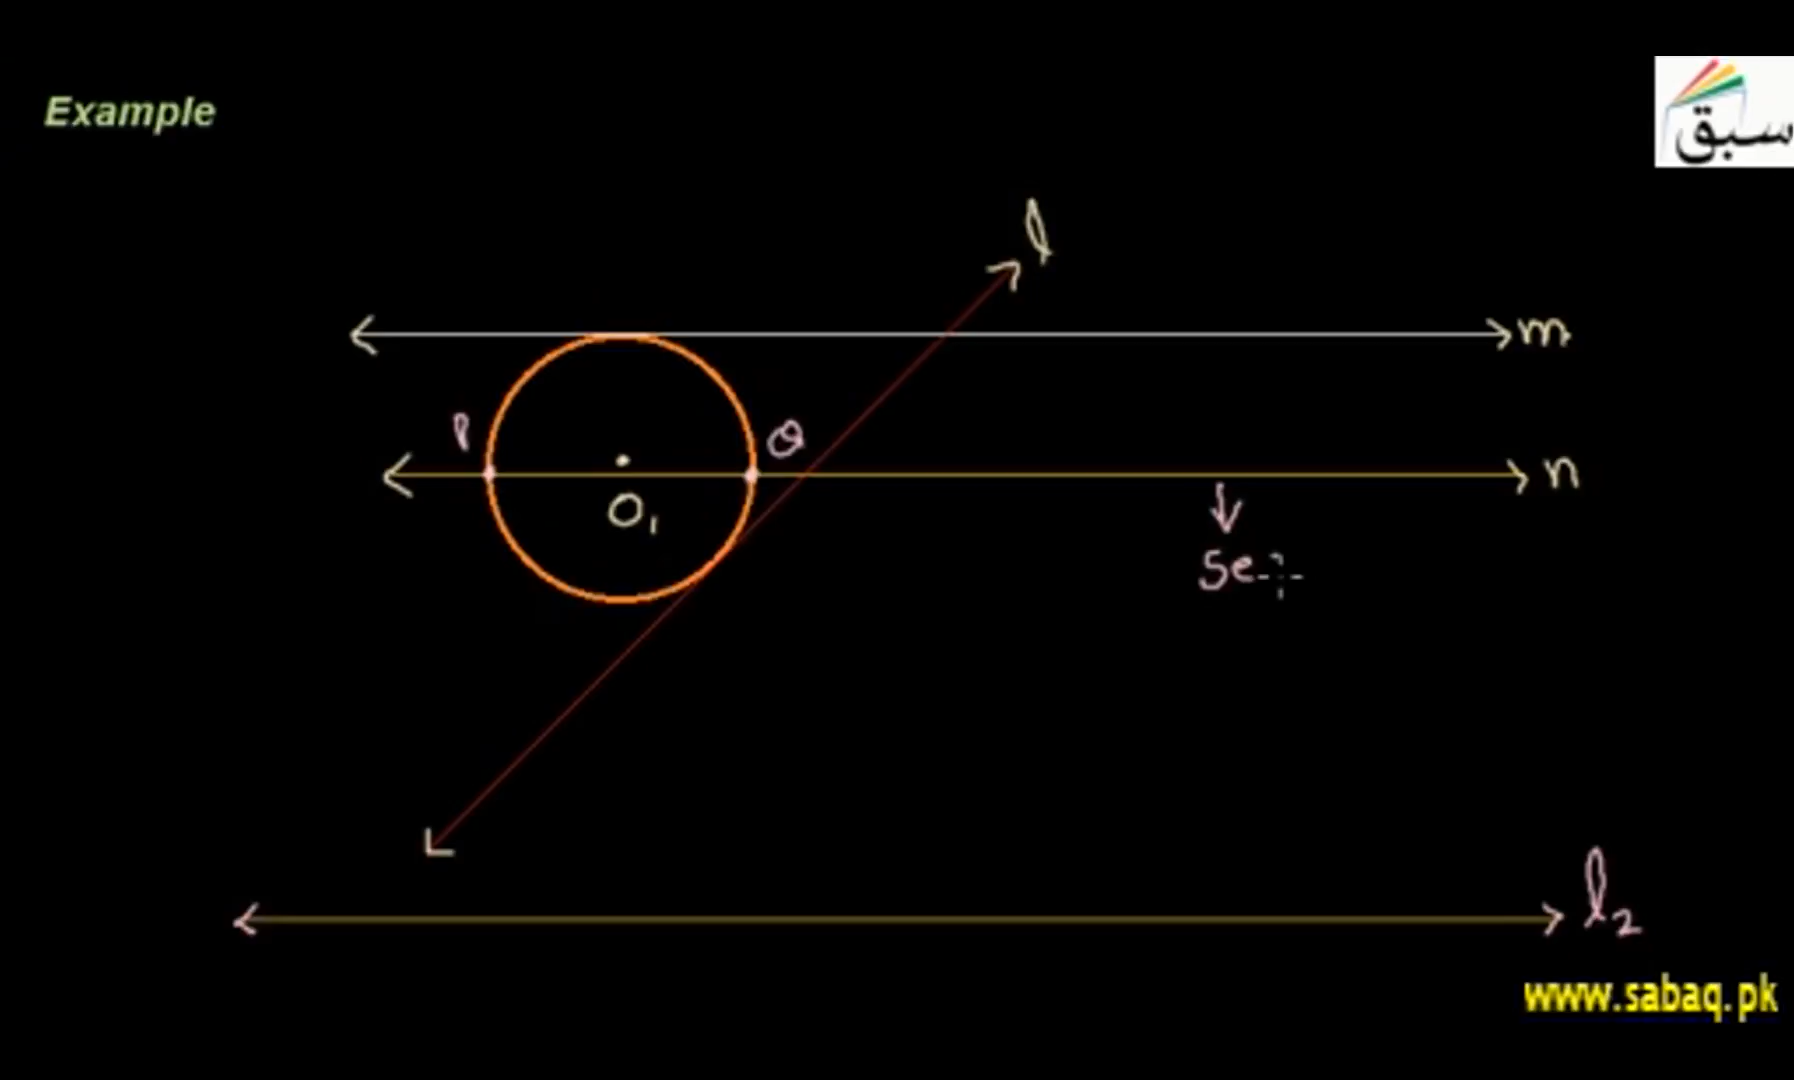 Example
سبق
l
m
P
Q
n
O₁
Se
l₂
www.sabaq.pk